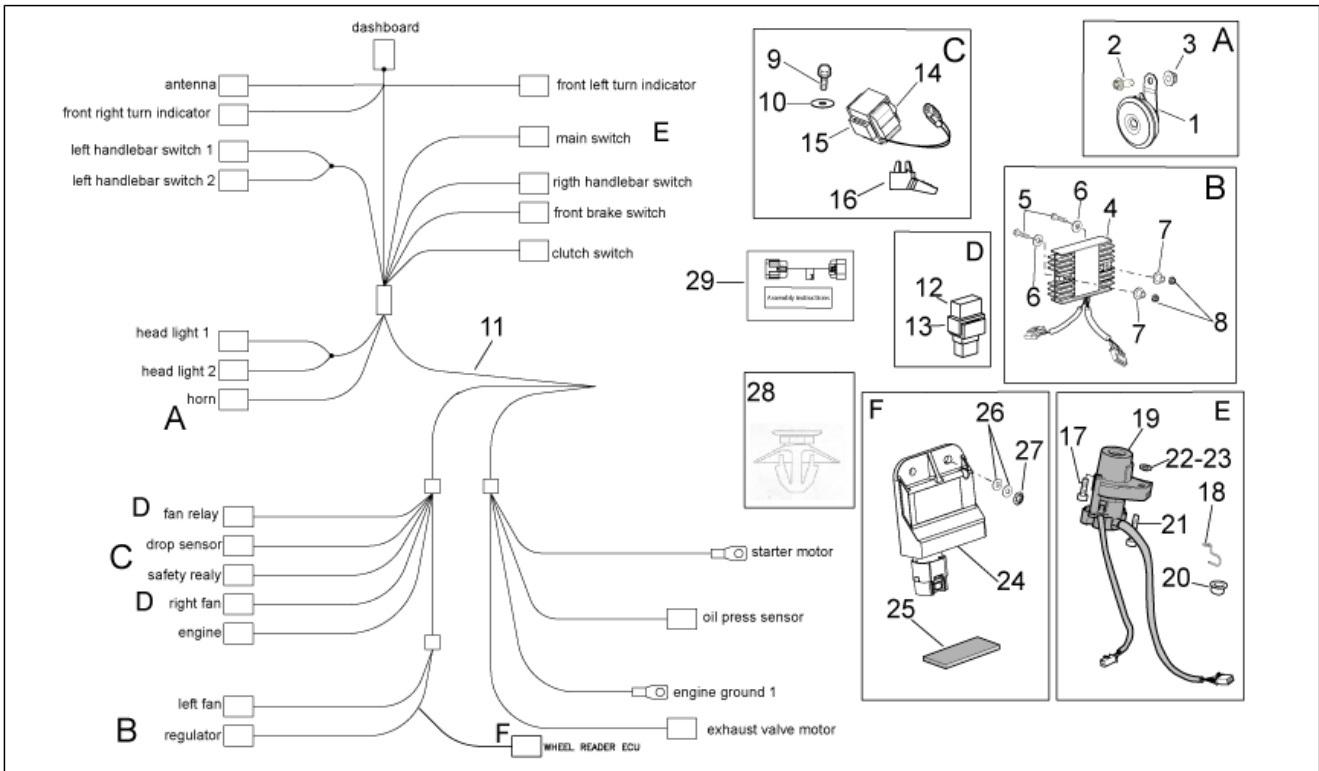 dashboard
antenna
front left turn indicator
front right turn indicator
main switch
E
left handlebar switch 1
left handlebar switch 2
rigth handlebar switch
front brake switch
clutch switch
head light 1
head light 2
horn
A
11
D
fan relay
drop sensor
C
safety realy
D
right fan
engine
starter motor
oil press sensor
engine ground 1
exhaust valve motor
left fan
B
regulator
F
WHEEL READER ECU
C
9
14
10
15
16
A
2
3
1
B
5
6
4
7
6
7
8
29
Assembly Instructions
D
12
13
28
F
26
27
24
25
E
19
17
22-23
18
21
20